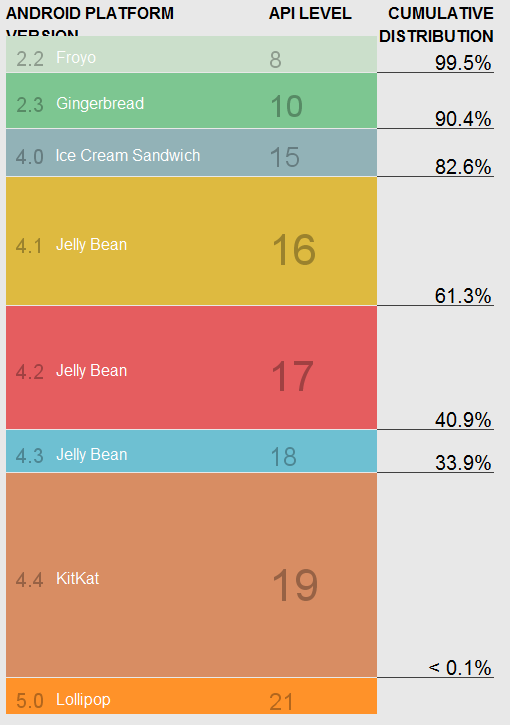 ANDROID PLATFORM VERSION API LEVEL CUMULATIVE DISTRIBUTION
2.2 Froyo 8 99.5%
2.3 Gingerbread 10 90.4%
4.0 Ice Cream Sandwich 15 82.6%
4.1 Jelly Bean 16 61.3%
4.2 Jelly Bean 17 40.9%
4.3 Jelly Bean 18 33.9%
4.4 KitKat 19 < 0.1%
5.0 Lollipop 21